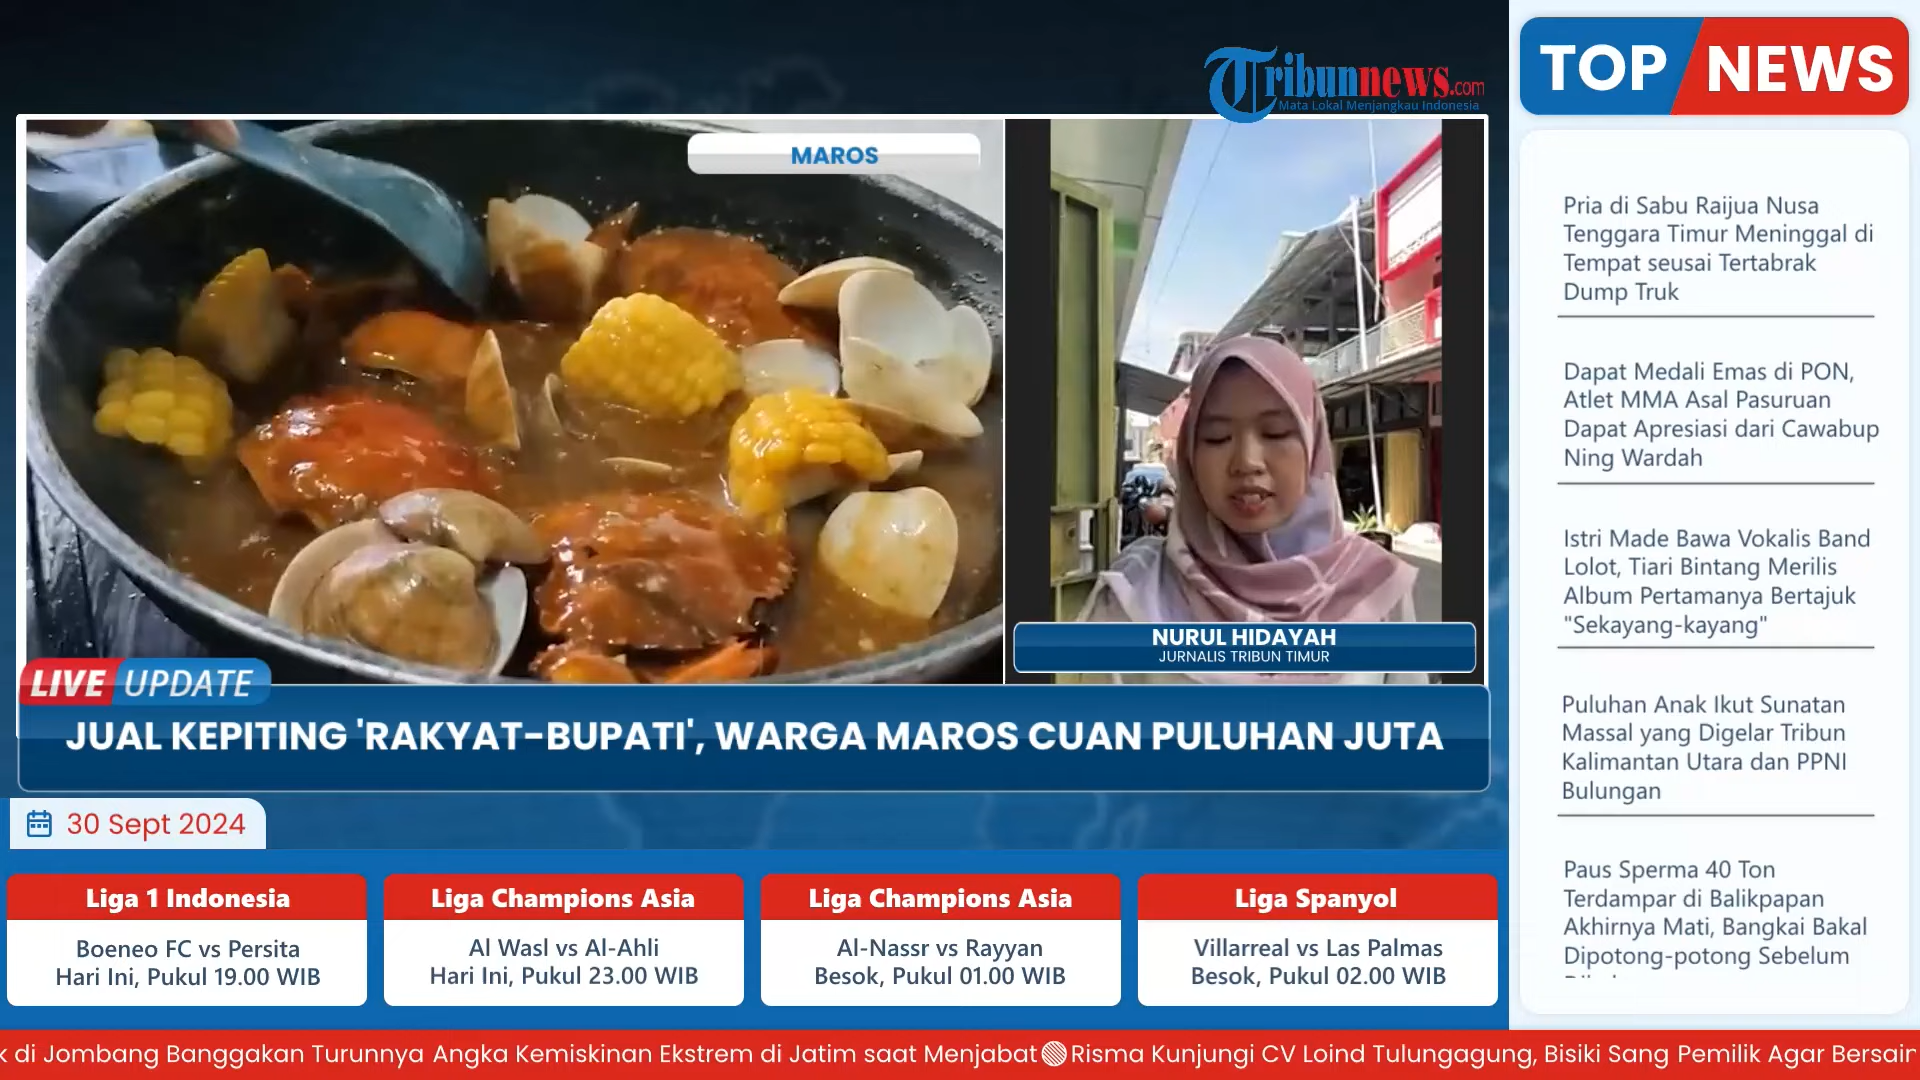 Tribunnews.com
Mata Lokal Menjangkau Indonesia
MAROS
NURUL HIDAYAH
JURNALIS TRIBUN TIMUR
LIVE UPDATE
JUAL KEPITING 'RAKYAT-BUPATI', WARGA MAROS CUAN PULUHAN JUTA
30 Sept 2024
Liga 1 Indonesia
Boeneo FC vs Persita
Hari Ini, Pukul 19.00 WIB
Liga Champions Asia
Al Wasl vs Al-Ahli
Hari Ini, Pukul 23.00 WIB
Liga Champions Asia
Al-Nassr vs Rayyan
Besok, Pukul 01.00 WIB
Liga Spanyol
Villarreal vs Las Palmas
Besok, Pukul 02.00 WIB
TOP NEWS
Pria di Sabu Raijua Nusa
Tenggara Timur Meninggal di
Tempat seusai Tertabrak
Dump Truk
Dapat Medali Emas di PON,
Atlet MMA Asal Pasuruan
Dapat Apresiasi dari Cawabup
Ning Wardah
Istri Made Bawa Vokalis Band
Lolot, Tiari Bintang Merilis
Album Pertamanya Bertajuk
"Sekayang-kayang"
Puluhan Anak Ikut Sunatan
Massal yang Digelar Tribun
Kalimantan Utara dan PPNI
Bulungan
Paus Sperma 40 Ton
Terdampar di Balikpapan
Akhirnya Mati, Bangkai Bakal
Dipotong-potong Sebelum
k di Jombang Banggakan Turunnya Angka Kemiskinan Ekstrem di Jatim saat Menjabat Risma Kunjungi CV Loind Tulungagung, Bisiki Sang Pemilik Agar Bersain